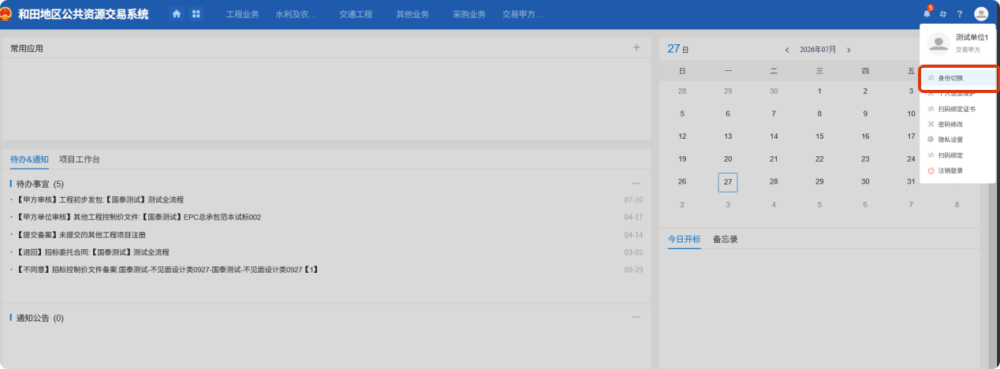 和田地区公共资源交易系统
工程业务 水利及农... 交通工程 其他业务 采购业务 交易甲方...
5
?
测试单位1
交易甲方
身份切换
个人信息维护
扫码绑定证书
密码修改
隐私设置
扫码绑定
注销登录
常用应用
+
待办&通知 项目工作台
待办事宜 (5)
...
·【甲方审核】工程初步发包:【国泰测试】测试全流程 07-10
·【甲方单位审核】其他工程控制价文件:【国泰测试】EPC总承包范本试标002 04-17
·【提交备案】未提交的其他工程项目注册 04-14
·【退回】招标委托合同:【国泰测试】测试全流程 03-02
·【不同意】招标控制价文件备案:国泰测试-不见面设计类0927-国泰测试-不见面设计类0927【1】 09-29
通知公告 (0)
...
27日
< 2026年07月 >
日 一 二 三 四 五
28 29 30 1 2 3
5 6 7 8 9 10
12 13 14 15 16 17
19 20 21 22 23 24
26 27 28 29 30 31
2 3 4 5 6 7 8
今日开标 备忘录